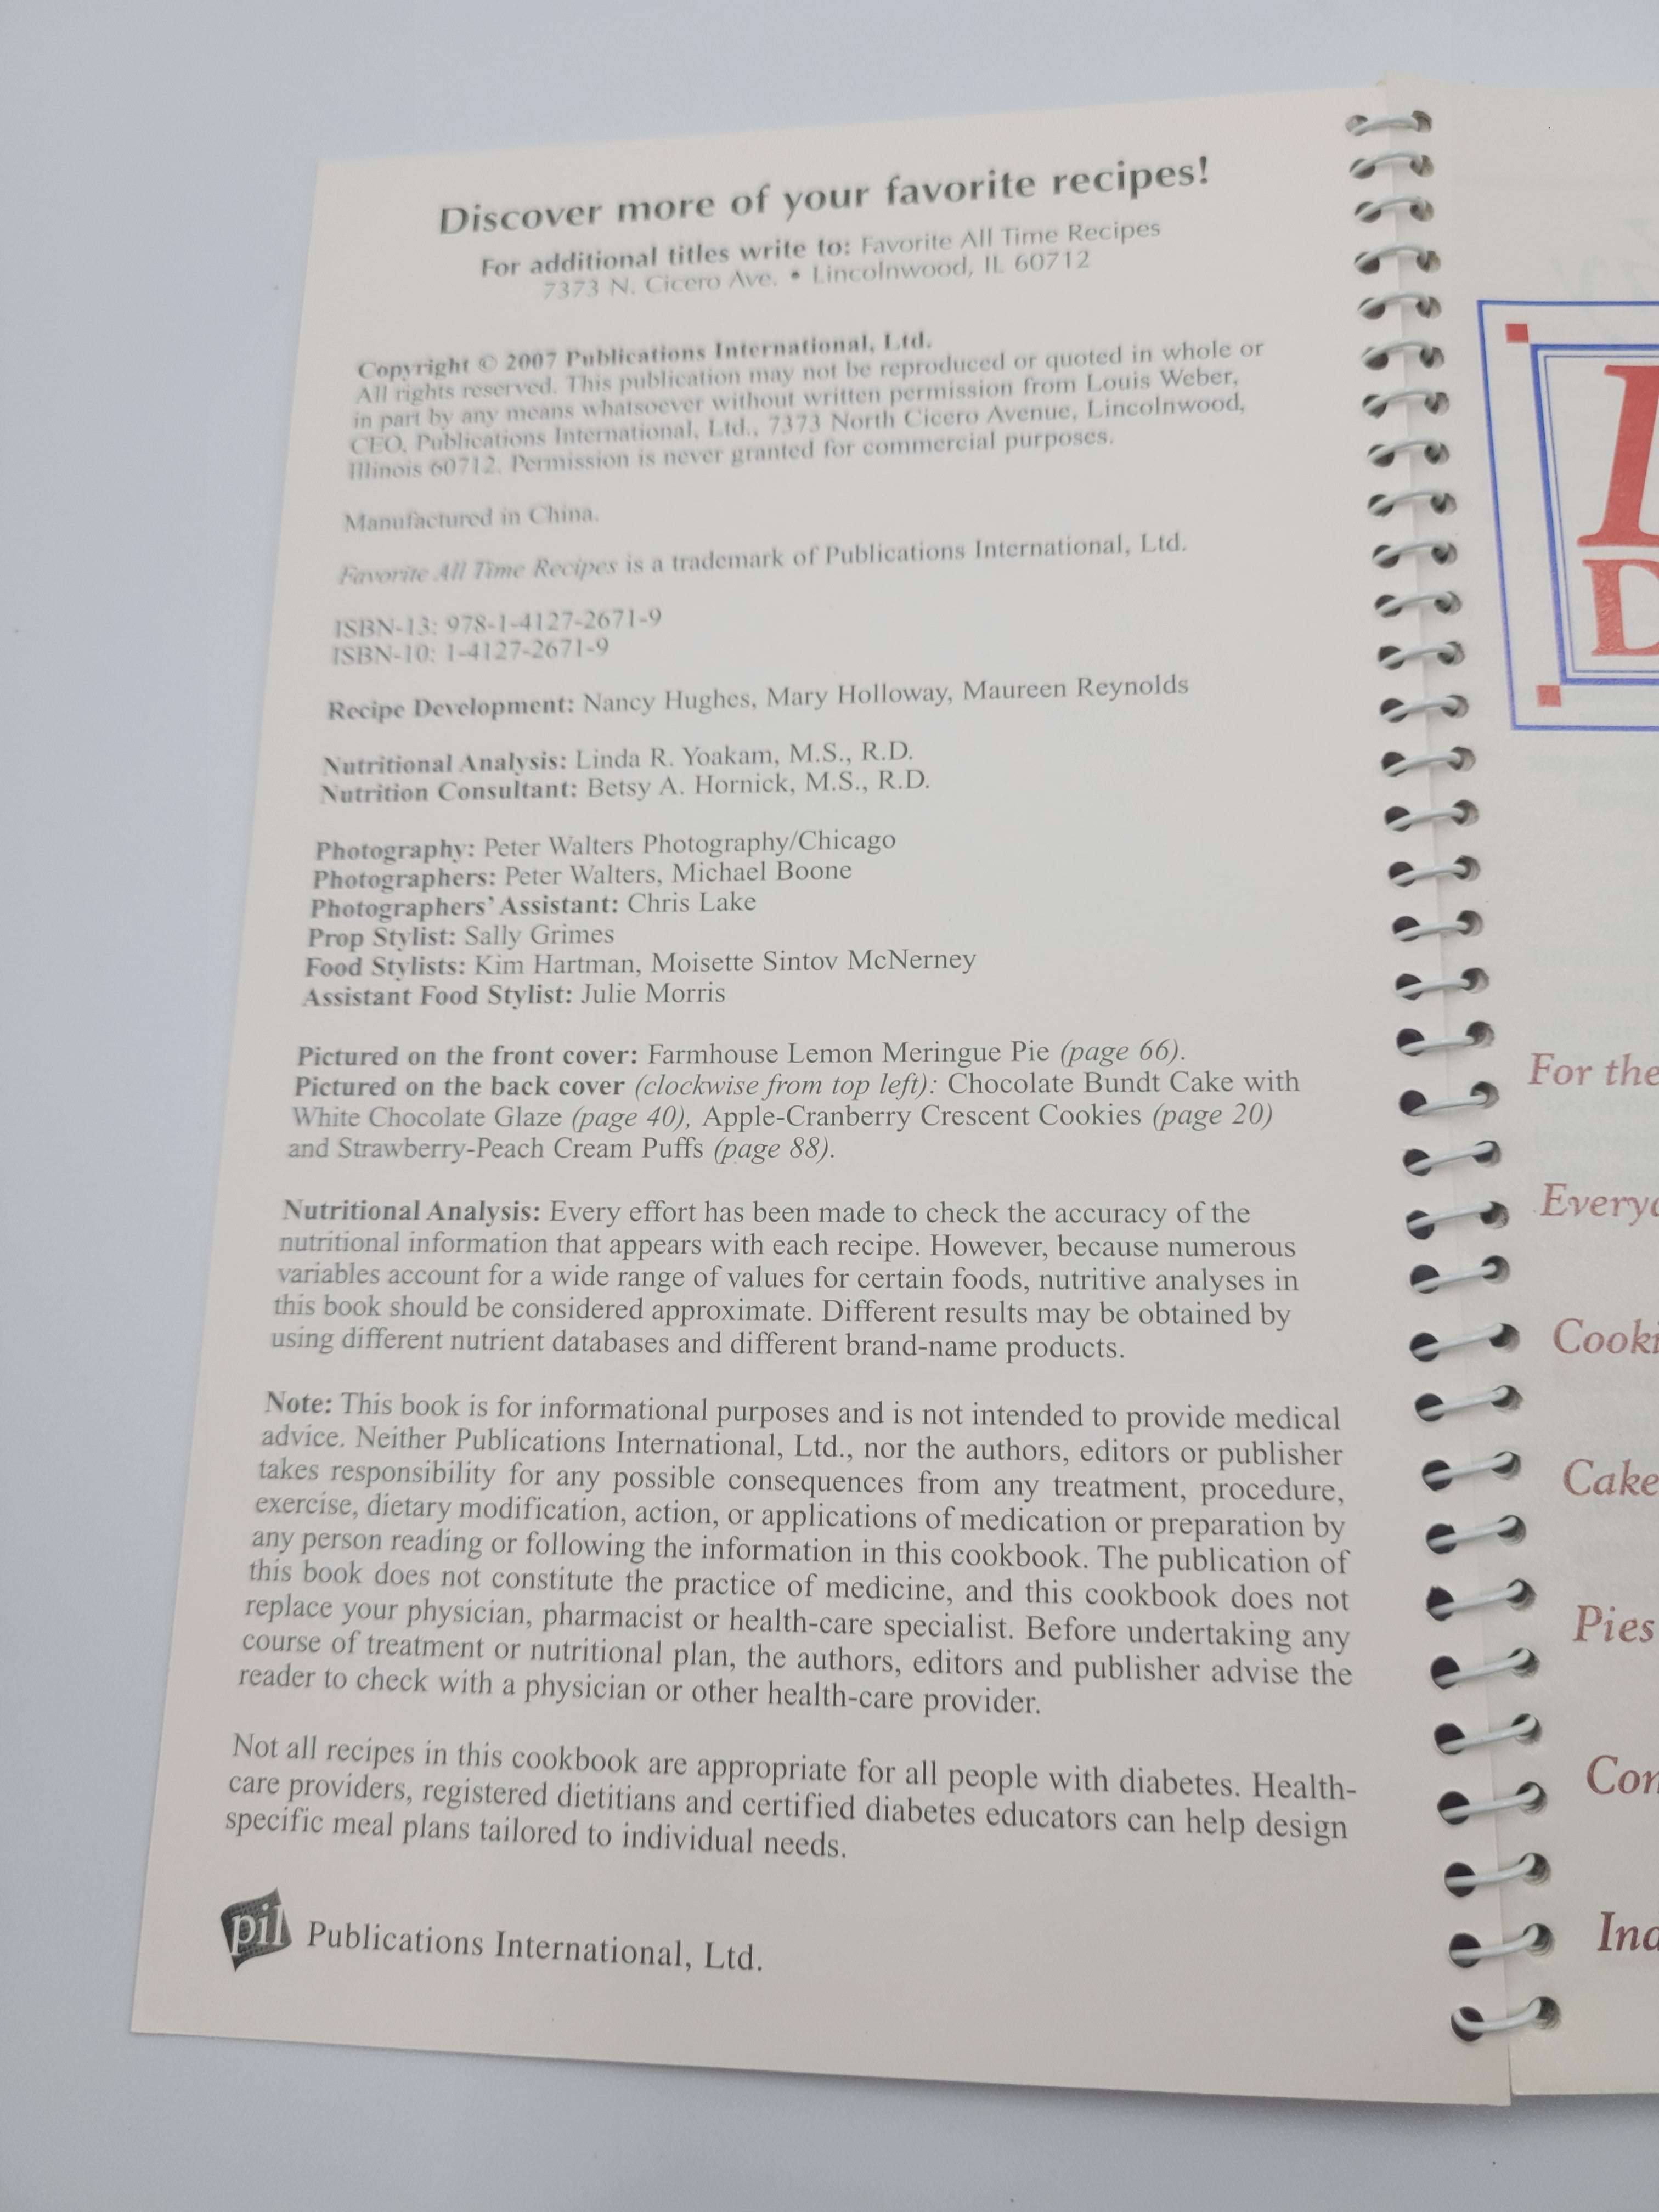 Discover more of your favorite recipes!
For additional titles write to: Favorite All Time Recipes
7373 N. Cicero Ave. • Lincolnwood, IL 60712
Copyright © 2007 Publications International, Ltd.
All rights reserved. This publication may not be reproduced or quoted in whole or
in part by any means whatsoever without written permission from Louis Weber,
CEO, Publications International, Ltd., 7373 North Cicero Avenue, Lincolnwood,
Illinois 60712. Permission is never granted for commercial purposes.
Manufactured in China.
Favorite All Time Recipes is a trademark of Publications International, Ltd.
ISBN-13: 978-1-4127-2671-9
ISBN-10: 1-4127-2671-9
Recipe Development: Nancy Hughes, Mary Holloway, Maureen Reynolds
Nutritional Analysis: Linda R. Yoakam, M.S., R.D.
Nutrition Consultant: Betsy A. Hornick, M.S., R.D.
Photography: Peter Walters Photography/Chicago
Photographers: Peter Walters, Michael Boone
Photographers' Assistant: Chris Lake
Prop Stylist: Sally Grimes
Food Stylists: Kim Hartman, Moisette Sintov McNerney
Assistant Food Stylist: Julie Morris
Pictured on the front cover: Farmhouse Lemon Meringue Pie (page 66).
Pictured on the back cover (clockwise from top left): Chocolate Bundt Cake with
White Chocolate Glaze (page 40), Apple-Cranberry Crescent Cookies (page 20)
and Strawberry-Peach Cream Puffs (page 88).
Nutritional Analysis: Every effort has been made to check the accuracy of the
nutritional information that appears with each recipe. However, because numerous
variables account for a wide range of values for certain foods, nutritive analyses in
this book should be considered approximate. Different results may be obtained by
using different nutrient databases and different brand-name products.
Note: This book is for informational purposes and is not intended to provide medical
advice. Neither Publications International, Ltd., nor the authors, editors or publisher
takes responsibility for any possible consequences from any treatment, procedure,
exercise, dietary modification, action, or applications of medication or preparation by
any person reading or following the information in this cookbook. The publication of
this book does not constitute the practice of medicine, and this cookbook does not
replace your physician, pharmacist or health-care specialist. Before undertaking any
course of treatment or nutritional plan, the authors, editors and publisher advise the
reader to check with a physician or other health-care provider.
Not all recipes in this cookbook are appropriate for all people with diabetes. Health-
care providers, registered dietitians and certified diabetes educators can help design
specific meal plans tailored to individual needs.
pil Publications International, Ltd.
D
For the
Cooki
Cake
Pies